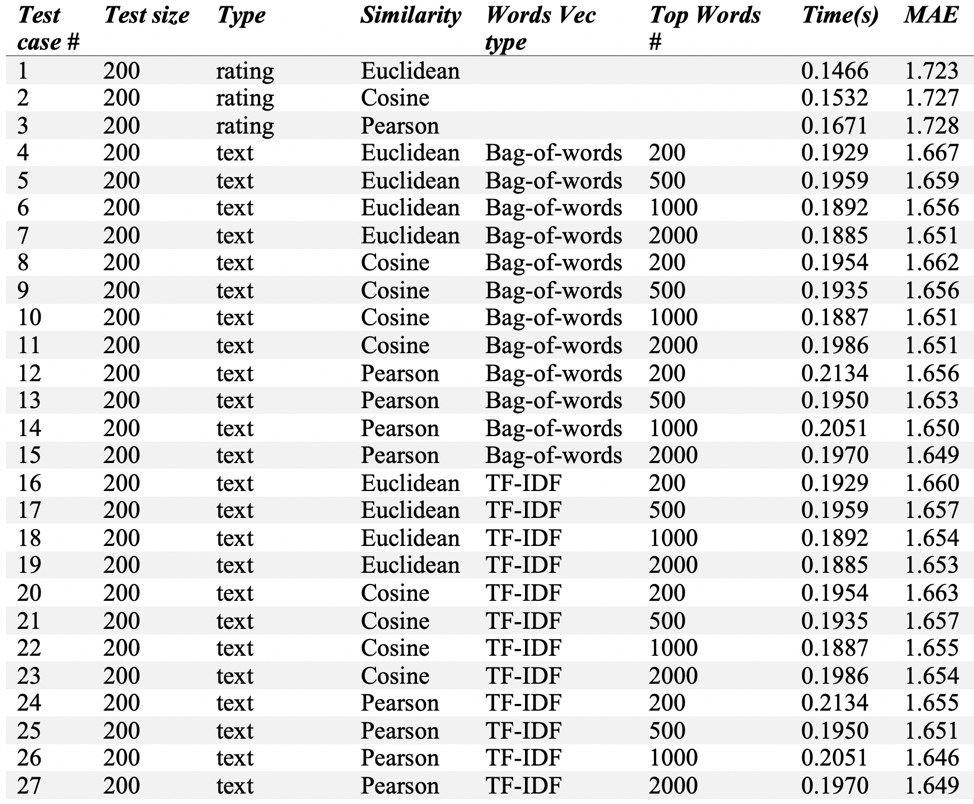 Test case # Test size Type Similarity Words Vec type Top Words # Time(s) MAE
1 200 rating Euclidean 0.1466 1.723
2 200 rating Cosine 0.1532 1.727
3 200 rating Pearson 0.1671 1.728
4 200 text Euclidean Bag-of-words 200 0.1929 1.667
5 200 text Euclidean Bag-of-words 500 0.1959 1.659
6 200 text Euclidean Bag-of-words 1000 0.1892 1.656
7 200 text Euclidean Bag-of-words 2000 0.1885 1.651
8 200 text Cosine Bag-of-words 200 0.1954 1.662
9 200 text Cosine Bag-of-words 500 0.1935 1.656
10 200 text Cosine Bag-of-words 1000 0.1887 1.651
11 200 text Cosine Bag-of-words 2000 0.1986 1.651
12 200 text Pearson Bag-of-words 200 0.2134 1.656
13 200 text Pearson Bag-of-words 500 0.1950 1.653
14 200 text Pearson Bag-of-words 1000 0.2051 1.650
15 200 text Pearson Bag-of-words 2000 0.1970 1.649
16 200 text Euclidean TF-IDF 200 0.1929 1.660
17 200 text Euclidean TF-IDF 500 0.1959 1.657
18 200 text Euclidean TF-IDF 1000 0.1892 1.654
19 200 text Euclidean TF-IDF 2000 0.1885 1.653
20 200 text Cosine TF-IDF 200 0.1954 1.663
21 200 text Cosine TF-IDF 500 0.1935 1.657
22 200 text Cosine TF-IDF 1000 0.1887 1.655
23 200 text Cosine TF-IDF 2000 0.1986 1.654
24 200 text Pearson TF-IDF 200 0.2134 1.655
25 200 text Pearson TF-IDF 500 0.1950 1.651
26 200 text Pearson TF-IDF 1000 0.2051 1.646
27 200 text Pearson TF-IDF 2000 0.1970 1.649